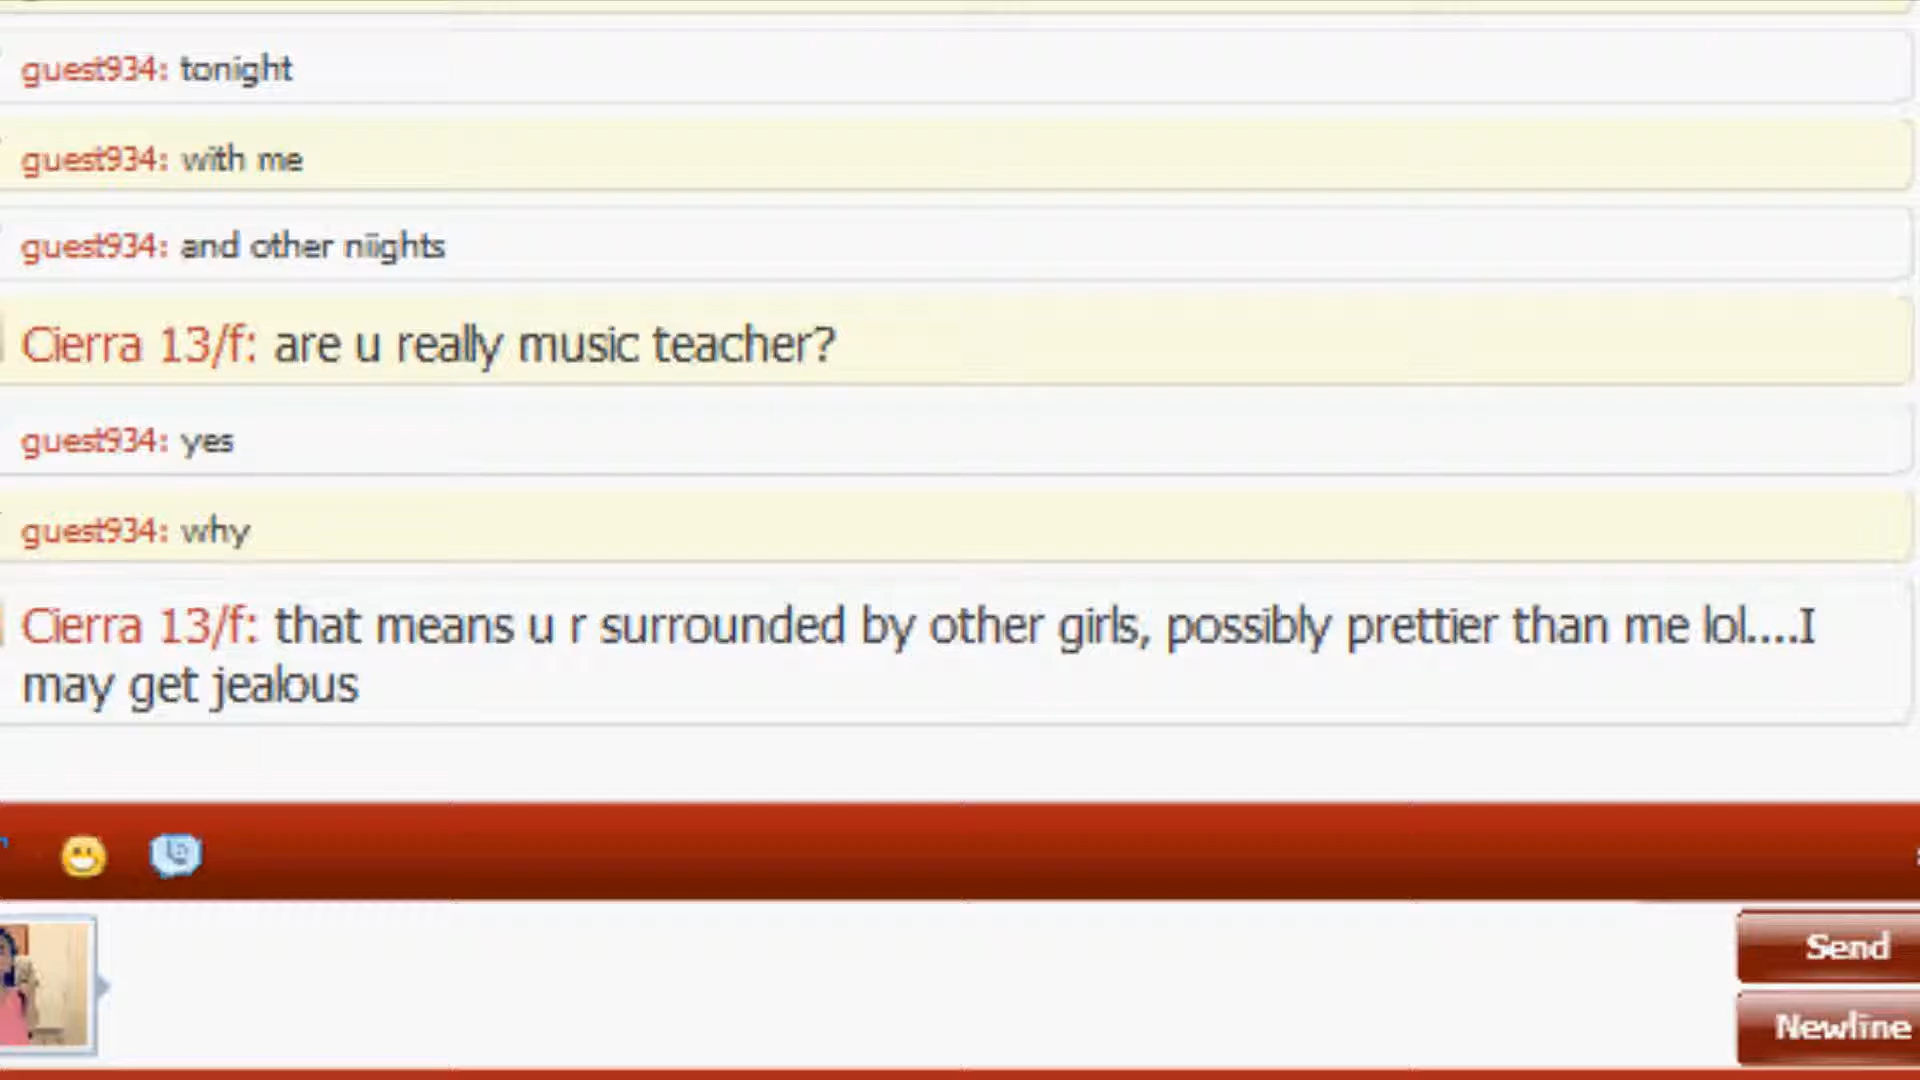 guest934: tonight
guest934: with me
guest934: and other niights
Cierra 13/f: are u really music teacher?
guest934: yes
guest934: why
Cierra 13/f: that means u r surrounded by other girls, possibly prettier than me lol....I
may get jealous
Send
Newline